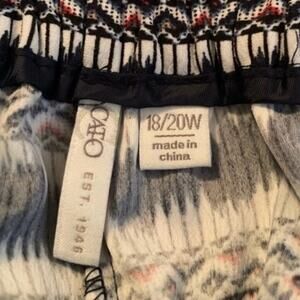 CATO
EST. 1946
18/20W
made in
china